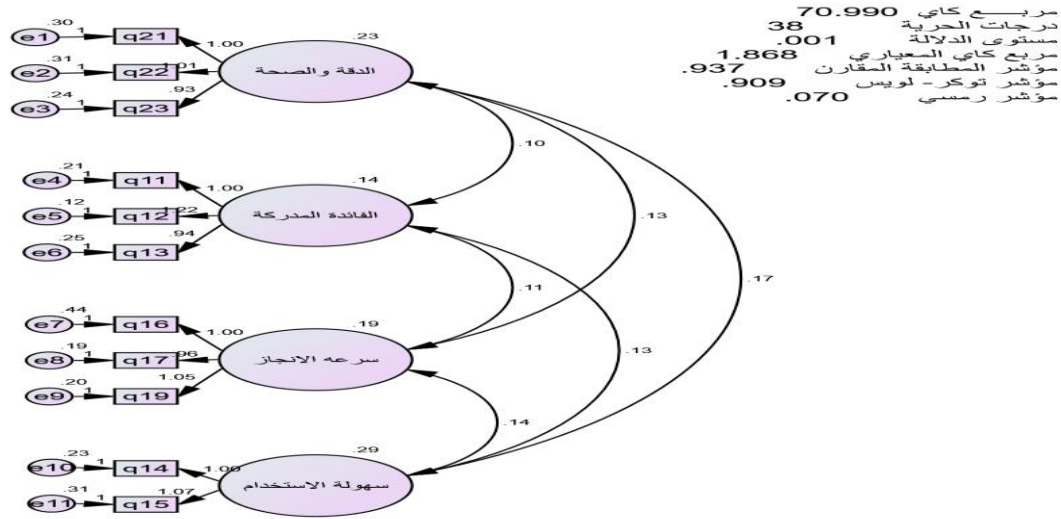 مربـــع كاي 70.990
درجات الحرية 38
مستوى الدلالة .001
مربع كاي المعياري 1.868
مؤشر المطابقة المقارن .937
مؤشر توكر- لويس .909
مؤشر رمسي .070
.30
e1 1 q21 1.00
.31
e2 1 q22 1.01
.24
e3 1 q23 .93
.23
الدقة والصحة
.10
.21
e4 1 q11 1.00
.12
e5 1 q12 1.22
.25
e6 1 q13 .94
.14
الفائدة المدركة
.13
.11
.17
.44
e7 1 q16 1.00
.19
e8 1 q17 .96
.20
e9 1 q19 1.05
.19
سرعه الانجاز
.13
.14
.23
e10 1 q14 1.00
.31
e11 1 q15 1.07
.29
سهولة الاستخدام